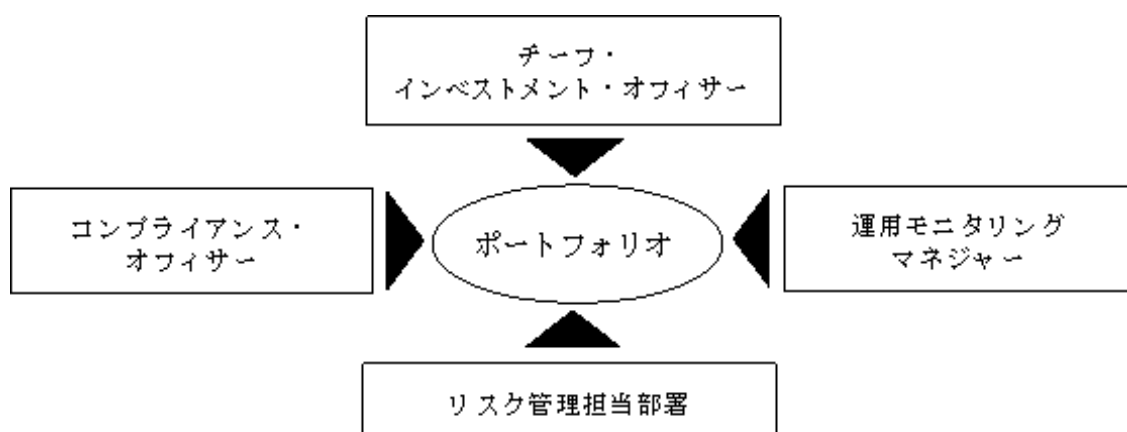 チーフ・
インベストメント・オフィサー
コンプライアンス・
オフィサー
ポートフォリオ
運用モニタリング
マネジャー
リスク管理担当部署